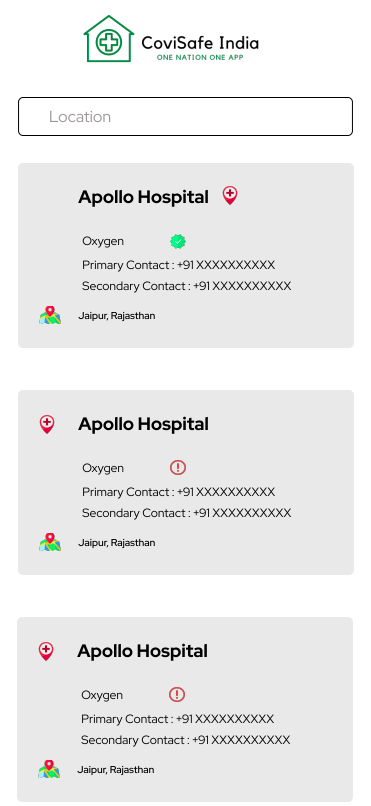 CoviSafe India
ONE NATION ONE APP
Location
Apollo Hospital
Oxygen
Primary Contact : +91 XXXXXXXXXX
Secondary Contact : +91 XXXXXXXXXX
Jaipur, Rajasthan
Apollo Hospital
Oxygen
Primary Contact : +91 XXXXXXXXXX
Secondary Contact : +91 XXXXXXXXXX
Jaipur, Rajasthan
Apollo Hospital
Oxygen
Primary Contact : +91 XXXXXXXXXX
Secondary Contact : +91 XXXXXXXXXX
Jaipur, Rajasthan